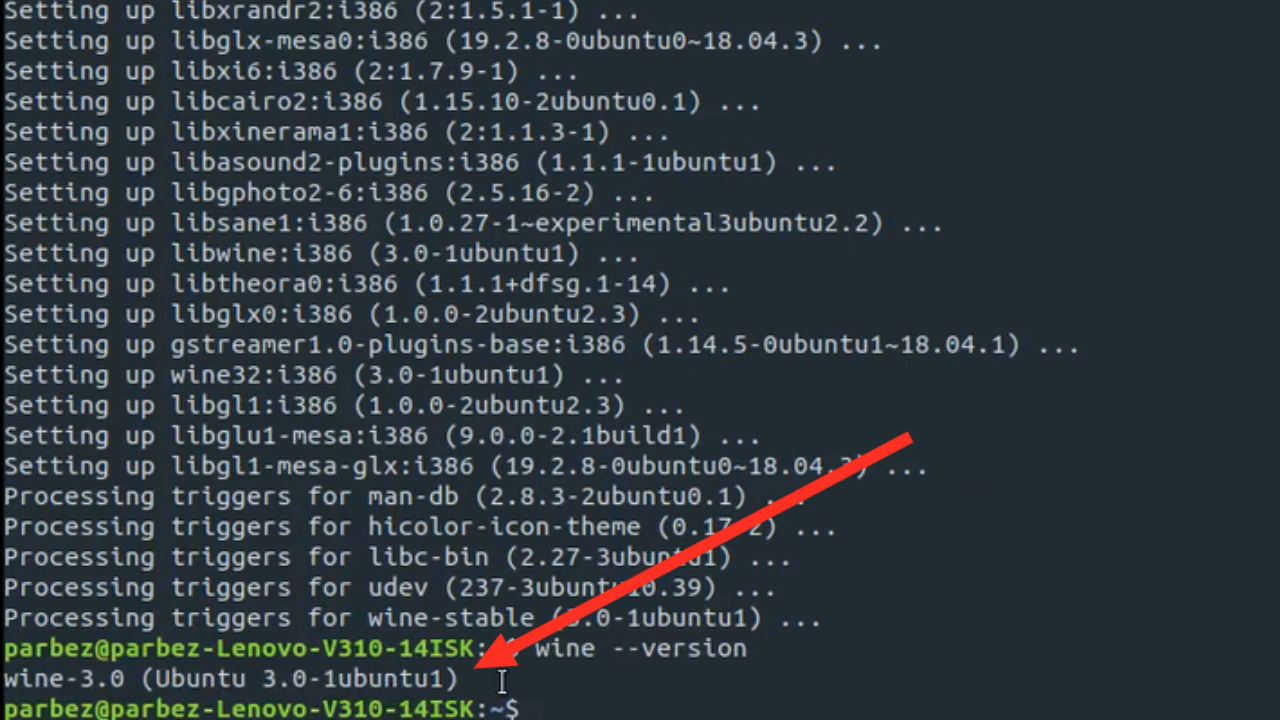 Setting up libxrandr2:i386 (2:1.5.1-1) ...
Setting up libglx-mesa0:i386 (19.2.8-0ubuntu0~18.04.3) ...
Setting up libxi6:i386 (2:1.7.9-1) ...
Setting up libcairo2:i386 (1.15.10-2ubuntu0.1) ...
Setting up libxinerama1:i386 (2:1.1.3-1) ...
Setting up libasound2-plugins:i386 (1.1.1-1ubuntu1) ...
Setting up libgphoto2-6:i386 (2.5.16-2) ...
Setting up libsane1:i386 (1.0.27-1~experimental3ubuntu2.2) ...
Setting up libwine:i386 (3.0-1ubuntu1) ...
Setting up libtheora0:i386 (1.1.1+dfsg.1-14) ...
Setting up libglx0:i386 (1.0.0-2ubuntu2.3) ...
Setting up gstreamer1.0-plugins-base:i386 (1.14.5-0ubuntu1~18.04.1) ...
Setting up wine32:i386 (3.0-1ubuntu1) ...
Setting up libgl1:i386 (1.0.0-2ubuntu2.3) ...
Setting up libglu1-mesa:i386 (9.0.0-2.1build1) ...
Setting up libgl1-mesa-glx:i386 (19.2.8-0ubuntu0~18.04.3) ...
Processing triggers for man-db (2.8.3-2ubuntu0.1) ...
Processing triggers for hicolor-icon-theme (0.17-2) ...
Processing triggers for libc-bin (2.27-3ubuntu1) ...
Processing triggers for udev (237-3ubuntu10.39) ...
Processing triggers for wine-stable (3.0-1ubuntu1) ...
parbez@parbez-Lenovo-V310-14ISK:~$ wine --version
wine-3.0 (Ubuntu 3.0-1ubuntu1)
parbez@parbez-Lenovo-V310-14ISK:~$